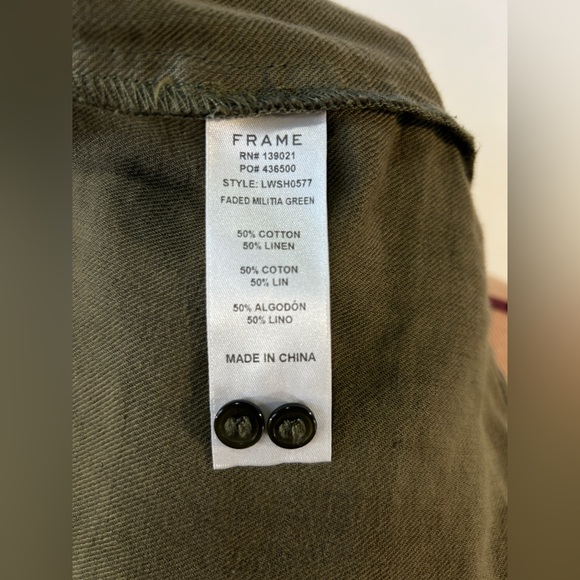 FRAME
RN# 139021
PO# 436500
STYLE: LWSH0577
FADED MILITIA GREEN
50% COTTON
50% LINEN
50% COTON
50% LIN
50% ALGODÓN
50% LINO
MADE IN CHINA